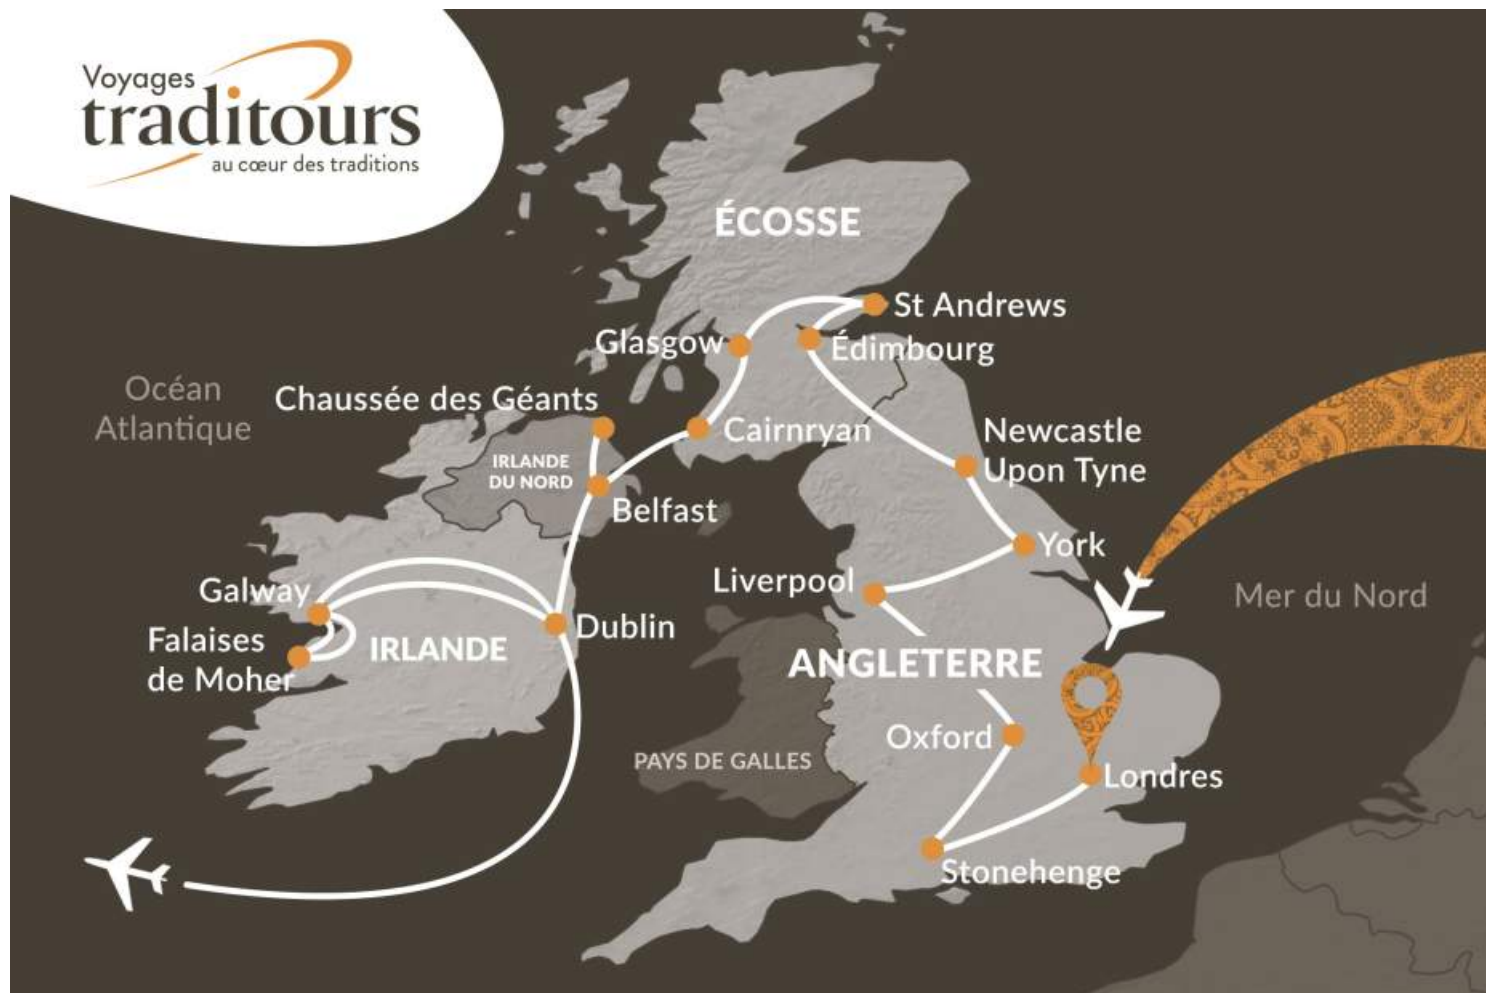 Voyages
traditours
au cœur des traditions
ÉCOSSE
St Andrews
Glasgow
Édimbourg
Océan
Atlantique
Chaussée des Géants
Cairnryan
Newcastle
Upon Tyne
IRLANDE
DU NORD
Belfast
York
Liverpool
Galway
Mer du Nord
Dublin
Falaises
de Moher
IRLANDE
ANGLETERRE
Oxford
PAYS DE GALLES
Londres
Stonehenge